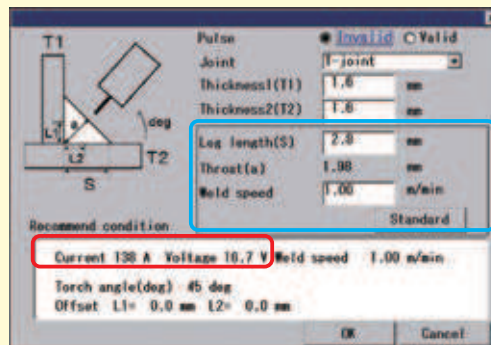 Pulse Invalid Valid
Joint T-joint
Thickness1(T1) 1.6 mm
Thickness2(T2) 1.6 mm
Leg length(S) 2.8 mm
Throat(a) 1.98 mm
Weld speed 1.00 m/min
Standard
T1
deg
a
L1
L2
T2
S
Recommend condition
Current 138 A Voltage 16.7 V Weld speed 1.00 m/min
Torch angle(deg) 45 deg
Offset L1= 0.0 mm L2= 0.0 mm
OK Cancel